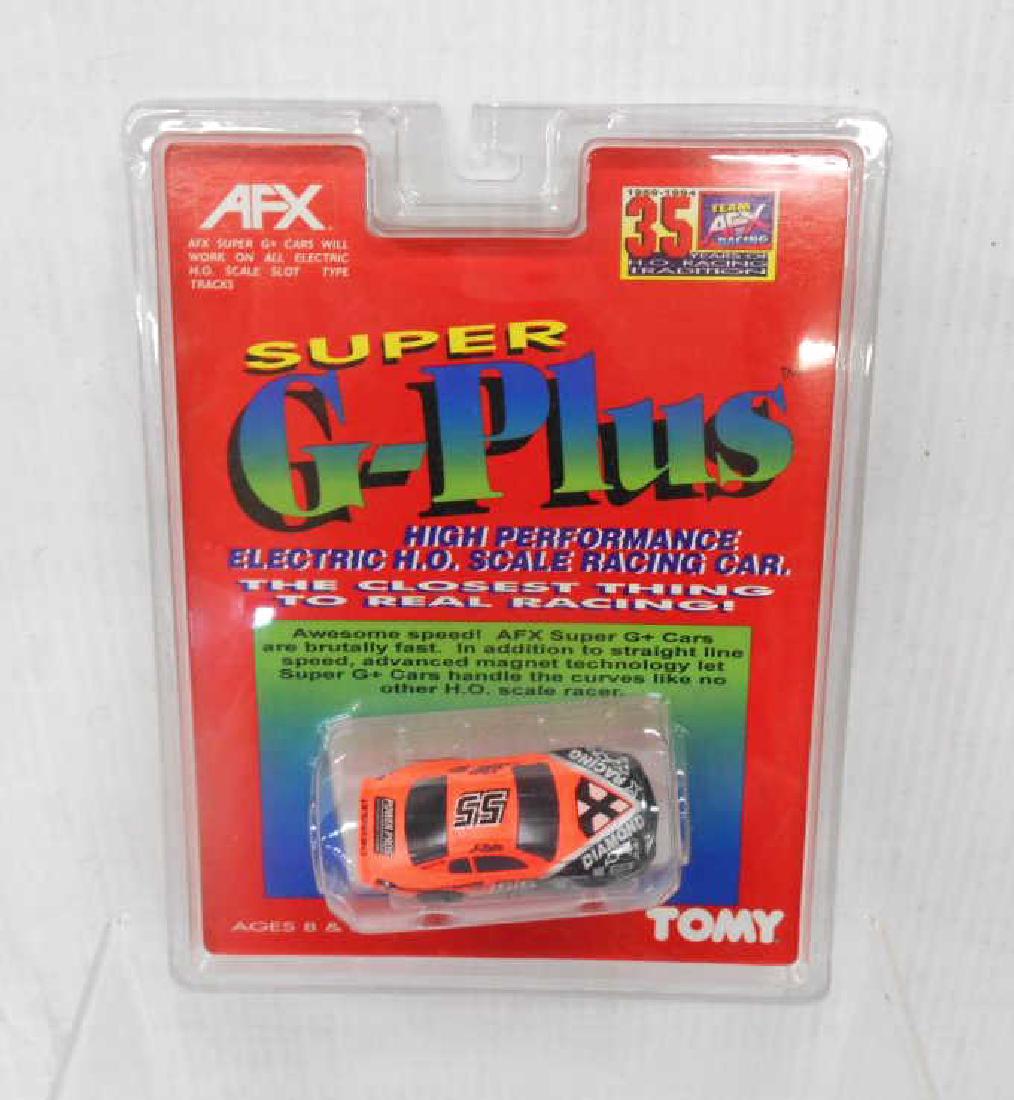 AFX
AFX SUPER G+ CARS WILL
WORK ON ALL ELECTRIC
H.O. SCALE SLOT TYPE
TRACKS
1959-1994
35
TEAM
AFX
RACING
YEARS OF
H.O. RACING
TRADITION
SUPER
G-Plus
TM
HIGH PERFORMANCE
ELECTRIC H.O. SCALE RACING CAR.
THE CLOSEST THING
TO REAL RACING!
Awesome speed! AFX Super G+ Cars
are brutally fast. In addition to straight line
speed, advanced magnet technology let
Super G+ Cars handle the curves like no
other H.O. scale racer.
RACING
55
X
DIAMOND
AGES 8 &
TOMY